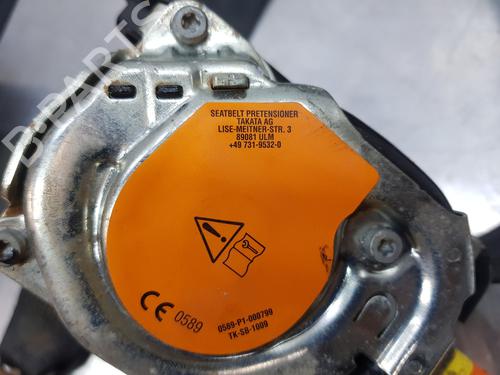 SEATBELT PRETENSIONER
TAKATA AG
LISE-MEITNER-STR. 3
89081 ULM
+49 731-9532-0
CE 0589
0589-P1-000799
TK-SB-1009
B-PARTS